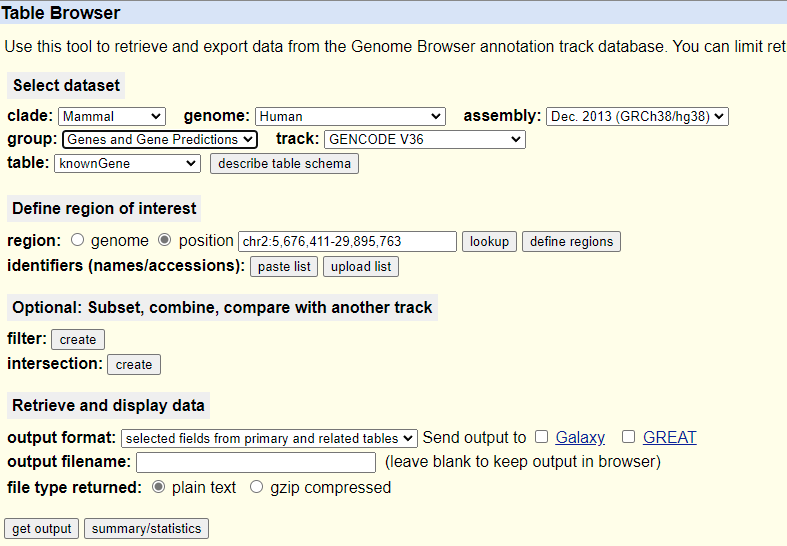 Table Browser
Use this tool to retrieve and export data from the Genome Browser annotation track database. You can limit ret
Select dataset
clade: Mammal genome: Human assembly: Dec. 2013 (GRCh38/hg38)
group: Genes and Gene Predictions track: GENCODE V36
table: knownGene describe table schema
Define region of interest
region: genome position chr2:5,676,411-29,895,763 lookup define regions
identifiers (names/accessions): paste list upload list
Optional: Subset, combine, compare with another track
filter: create
intersection: create
Retrieve and display data
output format: selected fields from primary and related tables Send output to Galaxy GREAT
output filename: (leave blank to keep output in browser)
file type returned: plain text gzip compressed
get output summary/statistics